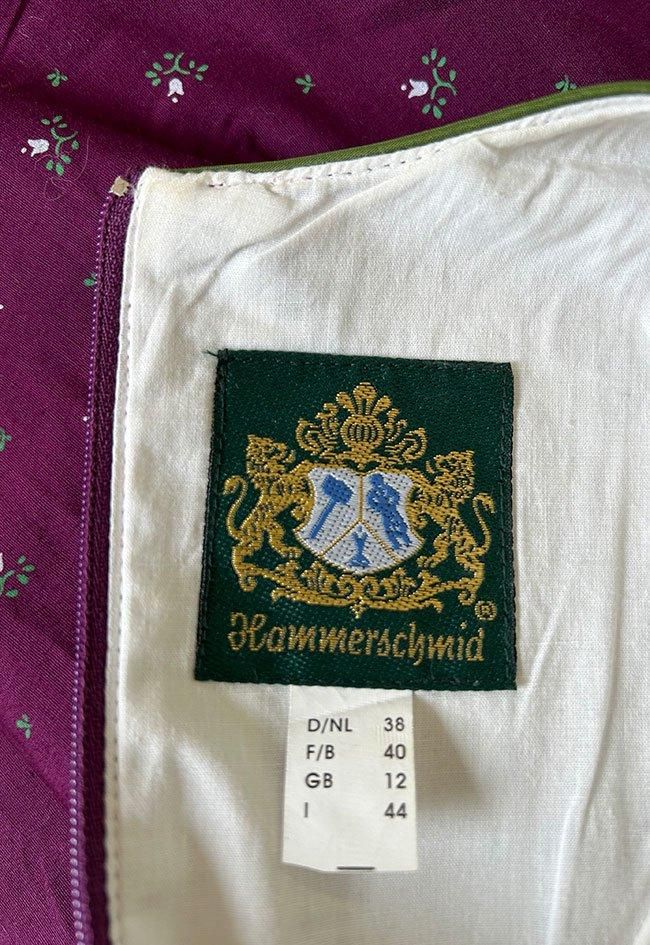 ®
Hammerschmid
D/NL 38
F/B 40
GB 12
I 44